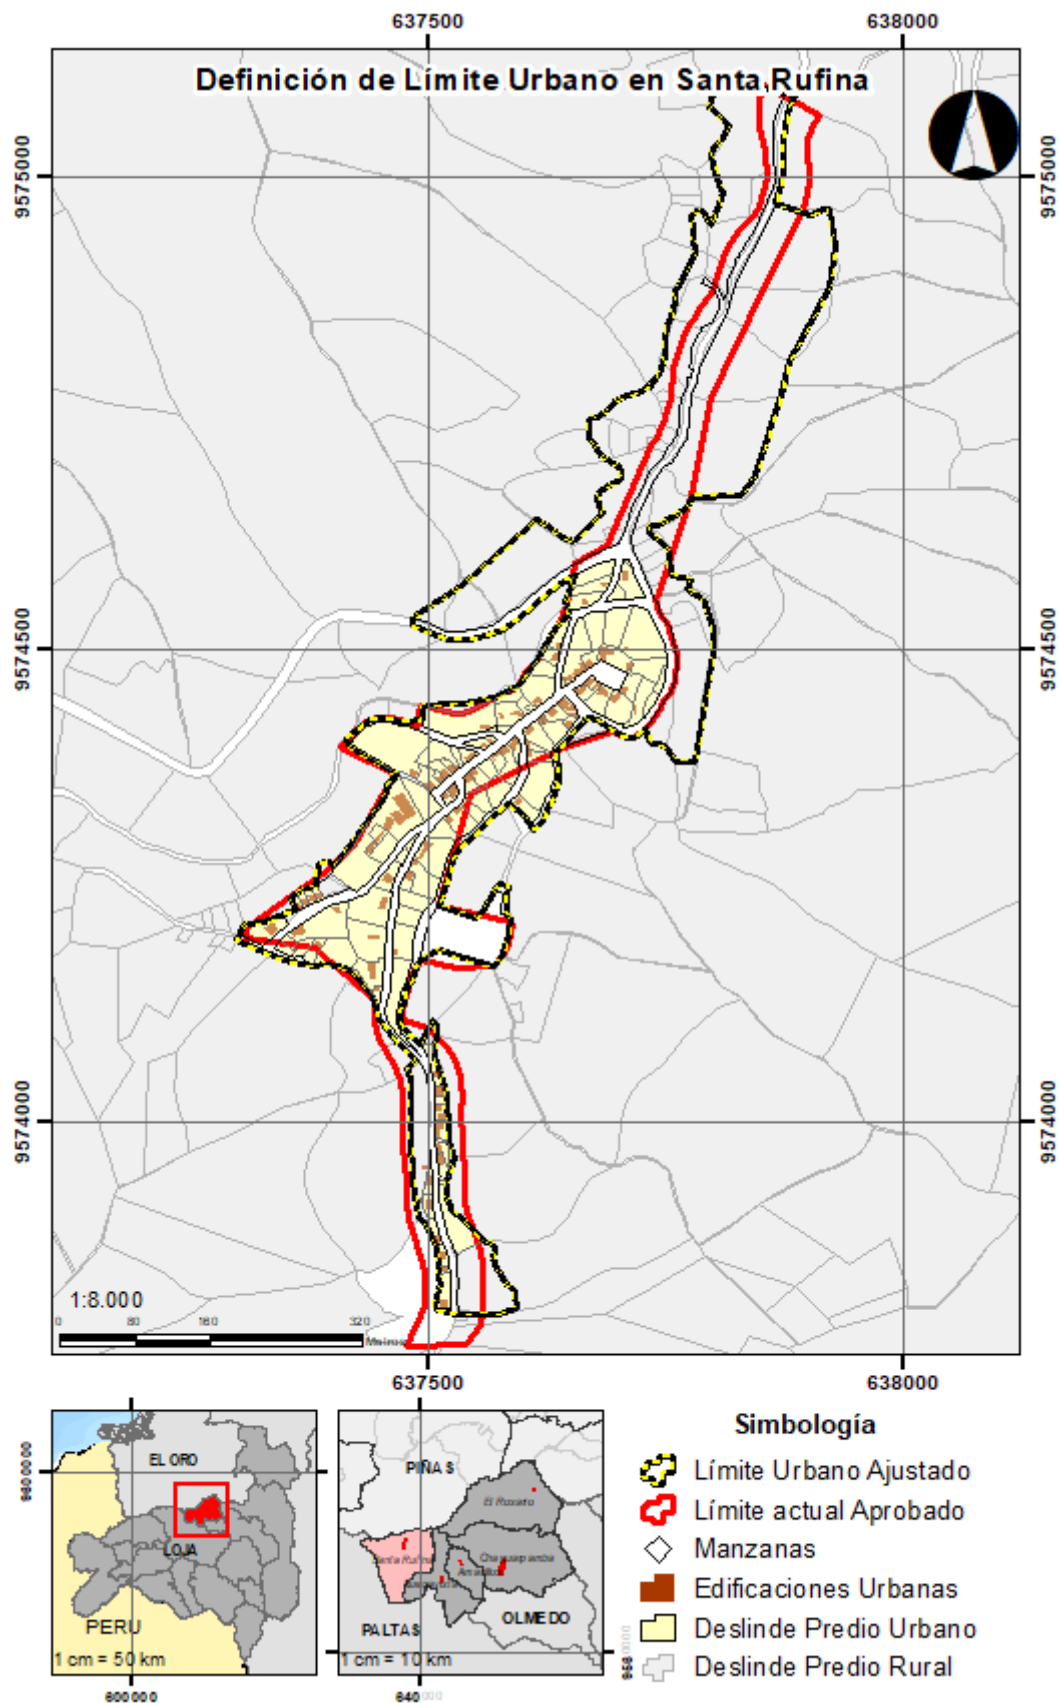 637500 638000
Definición de Límite Urbano en Santa Rufina
9575000 9575000
9574500 9574500
9574000 9574000
1:8.000
0 80 160 320
Metros
637500 638000
EL ORO
LOJA
PERU
1 cm = 50 km
600000
PIÑAS
El Rosario
Santa Rufina
Chaguarpamba
PALTAS
OLMEDO
1 cm = 10 km
640000
Simbología
Límite Urbano Ajustado
Límite actual Aprobado
Manzanas
Edificaciones Urbanas
Deslinde Predio Urbano
Deslinde Predio Rural